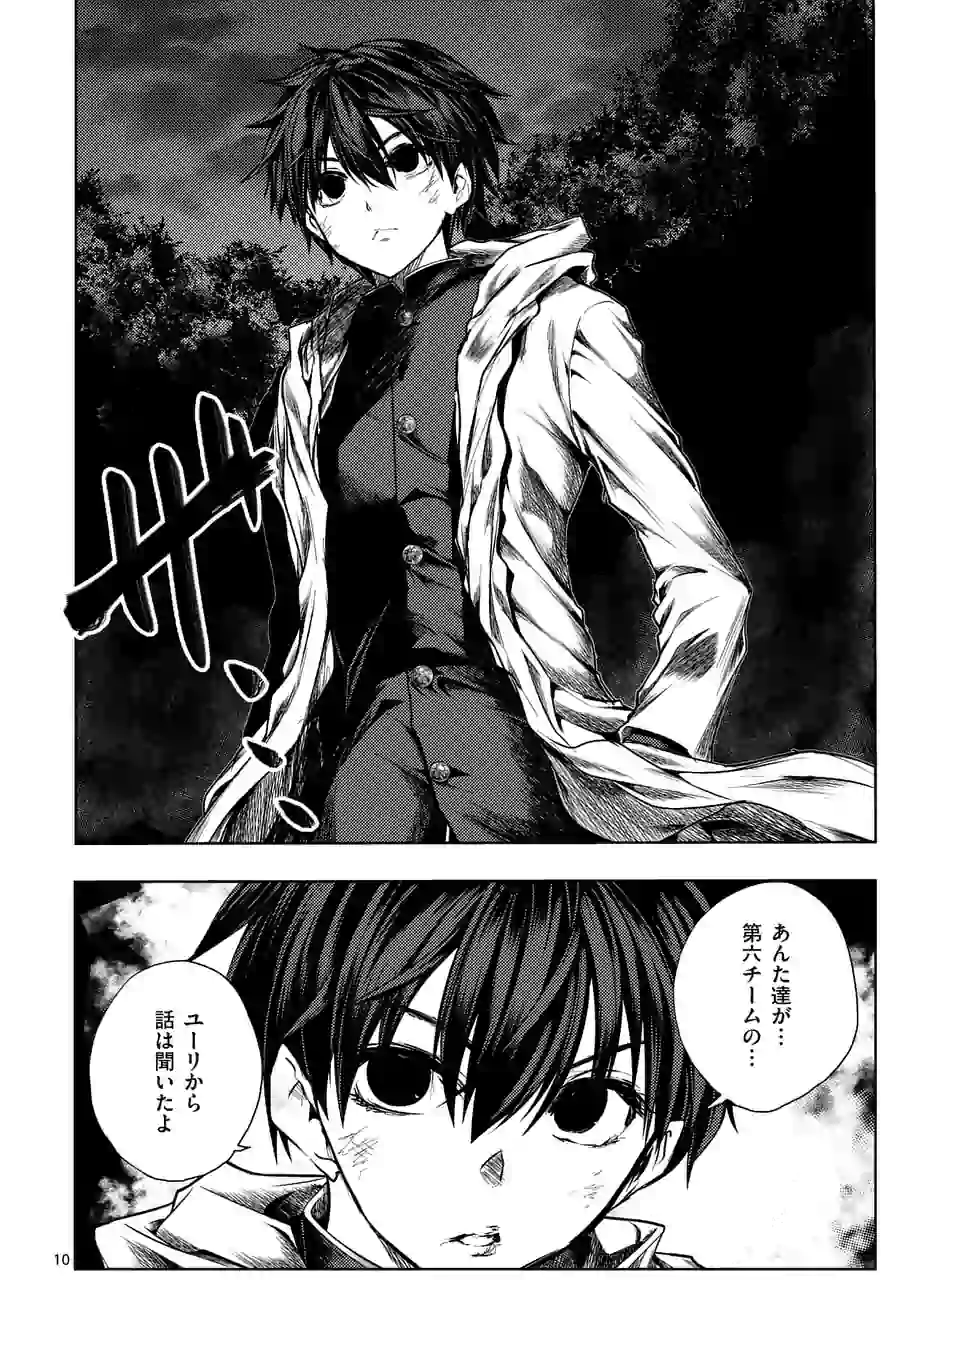 ザッ…
あんた達が…
第六チームの…
ユーリから
話は聞いたよ
10